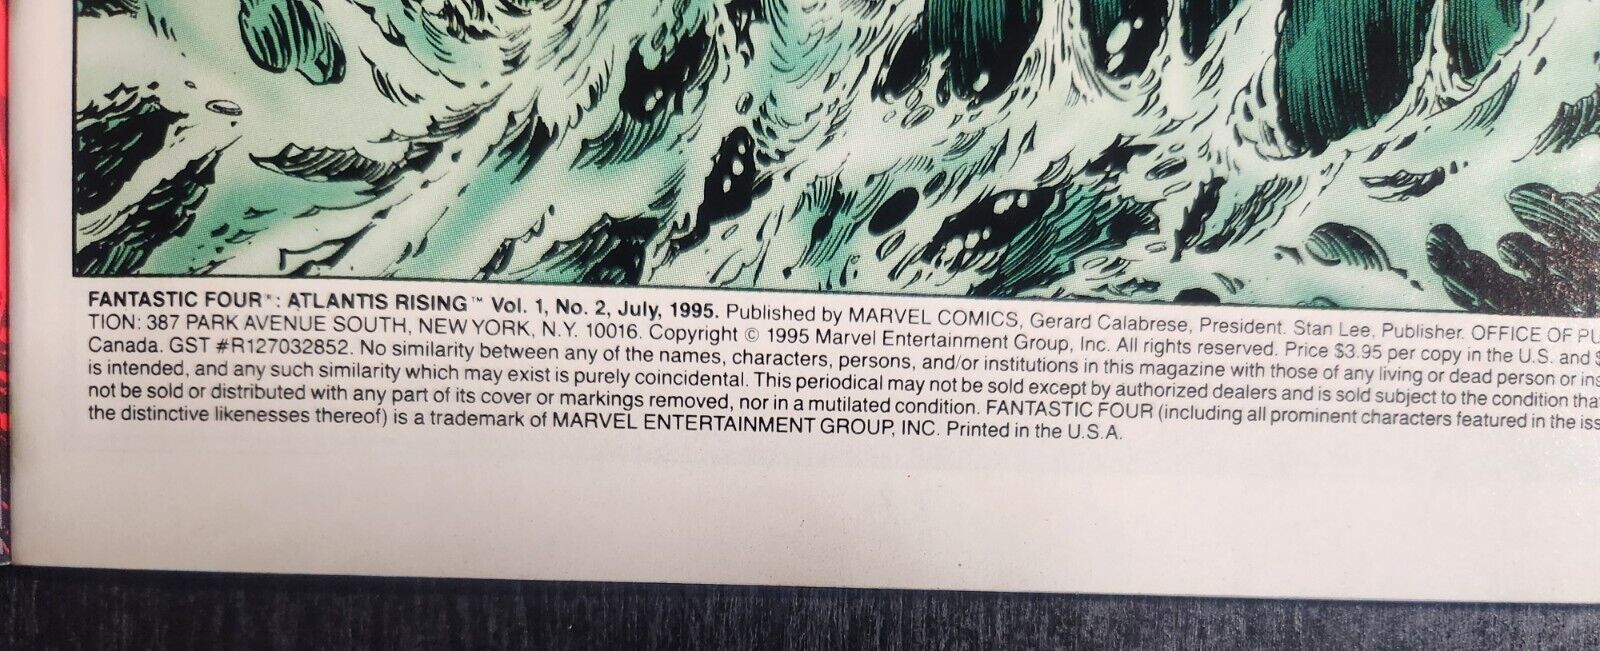 FANTASTIC FOUR*: ATLANTIS RISING™ Vol. 1, No. 2, July, 1995. Published by MARVEL COMICS, Gerard Calabrese, President. Stan Lee, Publisher. OFFICE OF PU
TION: 387 PARK AVENUE SOUTH, NEW YORK, N.Y. 10016. Copyright © 1995 Marvel Entertainment Group, Inc. All rights reserved. Price $3.95 per copy in the U.S. and $
Canada. GST #R127032852. No similarity between any of the names, characters, persons, and/or institutions in this magazine with those of any living or dead person or ins
is intended, and any such similarity which may exist is purely coincidental. This periodical may not be sold except by authorized dealers and is sold subject to the condition tha
not be sold or distributed with any part of its cover or markings removed, nor in a mutilated condition. FANTASTIC FOUR (including all prominent characters featured in the iss
the distinctive likenesses thereof) is a trademark of MARVEL ENTERTAINMENT GROUP, INC. Printed in the U.S.A.